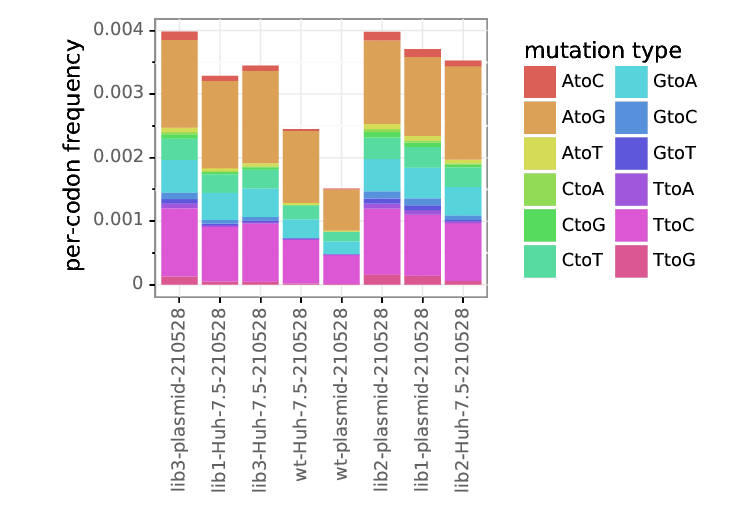 per-codon frequency
0.004
0.003
0.002
0.001
0
lib3-plasmid-210528
lib1-Huh-7.5-210528
lib3-Huh-7.5-210528
wt-Huh-7.5-210528
wt-plasmid-210528
lib2-plasmid-210528
lib1-plasmid-210528
lib2-Huh-7.5-210528
mutation type
AtoC
AtoG
AtoT
CtoA
CtoG
CtoT
GtoA
GtoC
GtoT
TtoA
TtoC
TtoG